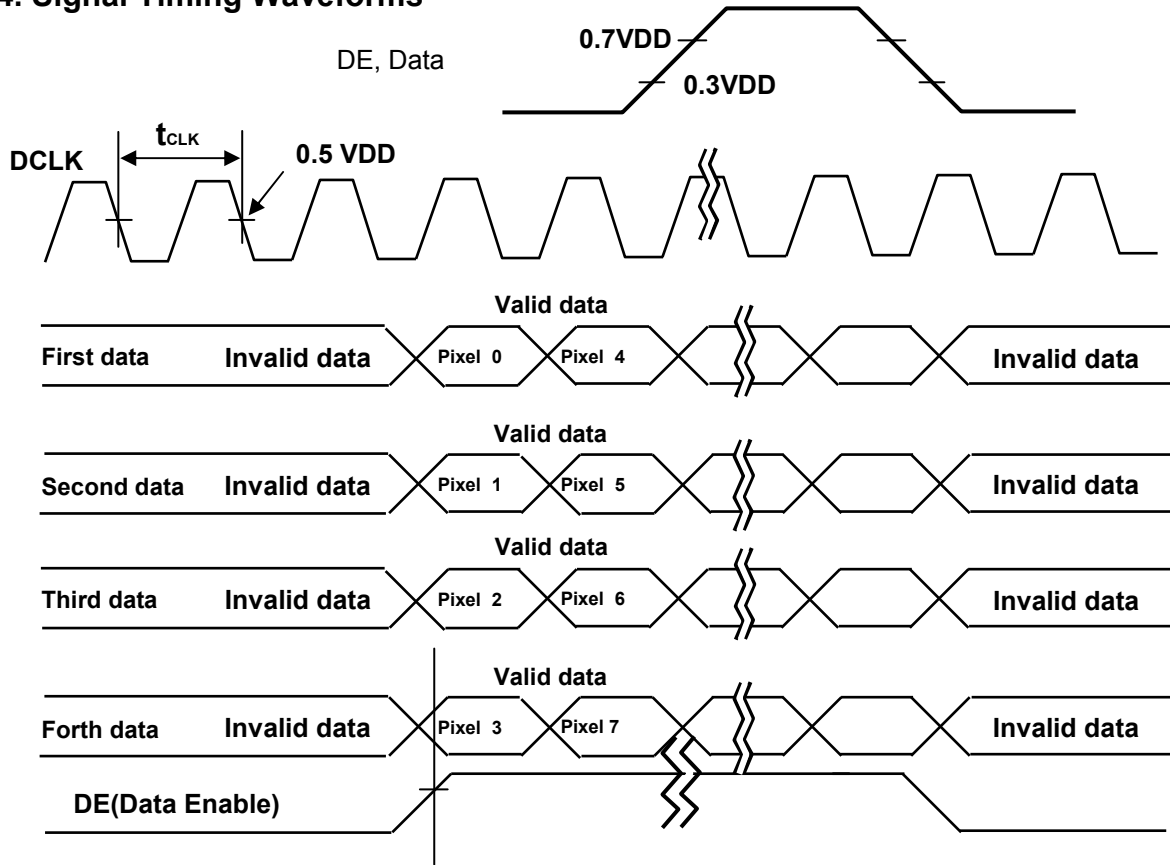 4. Signal Timing Waveforms
0.7VDD
DE, Data
0.3VDD
tCLK
DCLK
0.5 VDD
Valid data
First data Invalid data Pixel 0 Pixel 4 Invalid data
Valid data
Second data Invalid data Pixel 1 Pixel 5 Invalid data
Valid data
Third data Invalid data Pixel 2 Pixel 6 Invalid data
Valid data
Forth data Invalid data Pixel 3 Pixel 7 Invalid data
DE(Data Enable)